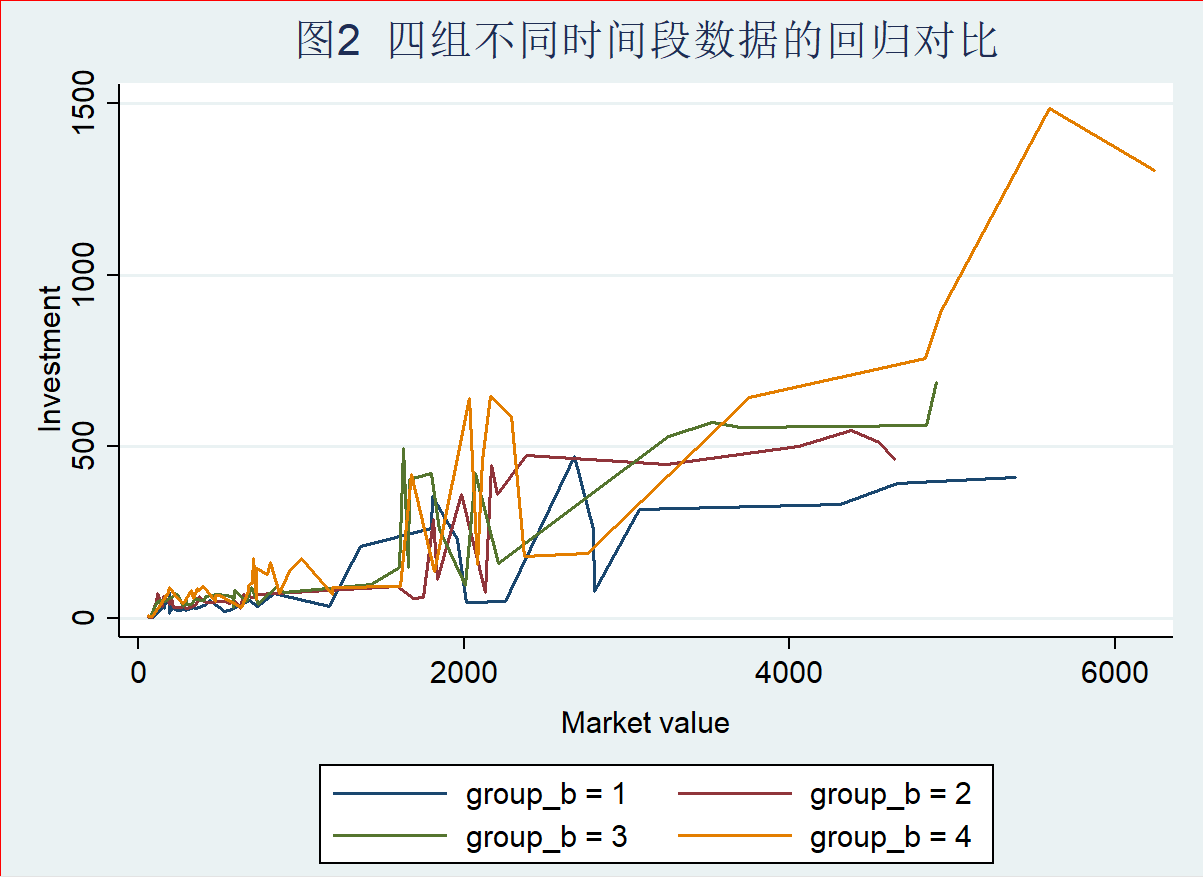 图2 四组不同时间段数据的回归对比
1500
1000
500
0
Investment
0 2000 4000 6000
Market value
group_b = 1 group_b = 2
group_b = 3 group_b = 4